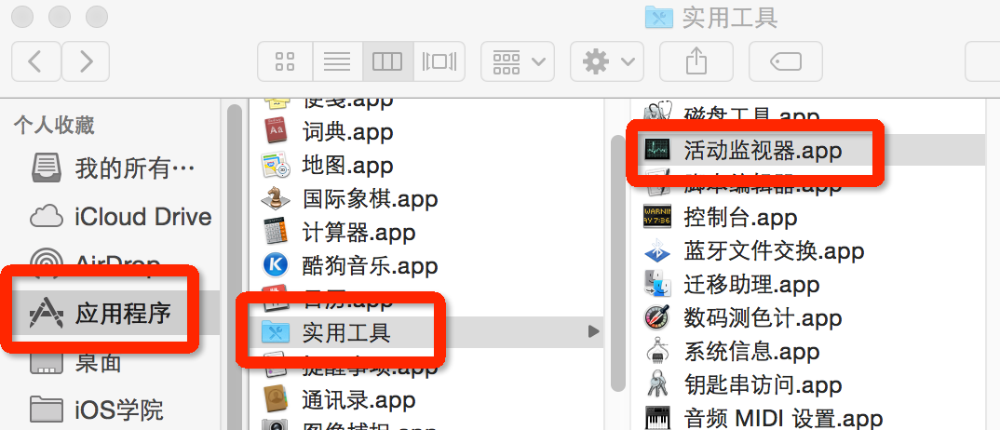 实用工具
个人收藏
我的所有…
iCloud Drive
AirDrop
应用程序
桌面
iOS学院
便笺.app
词典.app
地图.app
国际象棋.app
计算器.app
酷狗音乐.app
日历.app
实用工具
提醒事项.app
通讯录.app
图像捕捉.app
磁盘工具.app
活动监视器.app
脚本编辑器.app
控制台.app
蓝牙文件交换.app
迁移助理.app
数码测色计.app
系统信息.app
钥匙串访问.app
音频 MIDI 设置.app